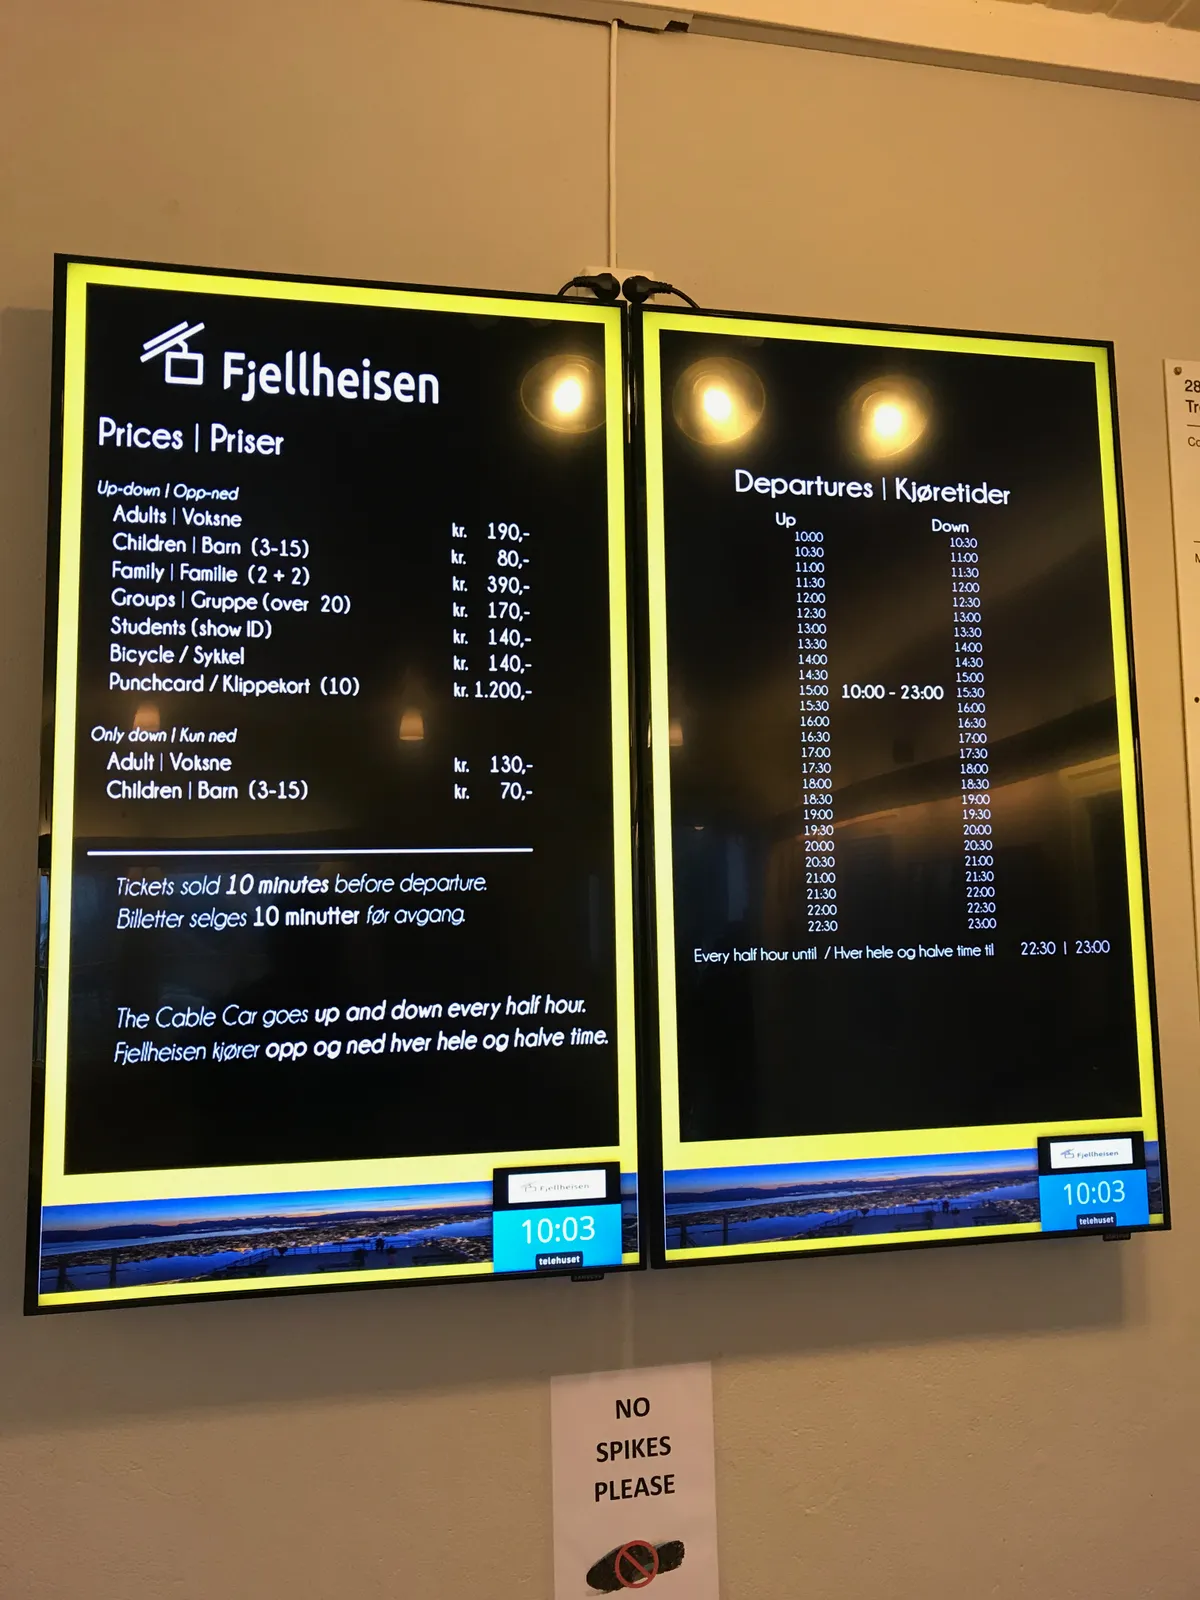 Fjellheisen
Prices | Priser
Up-down | Opp-ned
Adults | Voksne kr. 190,-
Children | Barn (3-15) kr. 80,-
Family | Familie (2 + 2) kr. 390,-
Groups | Gruppe (over 20) kr. 170,-
Students (show ID) kr. 140,-
Bicycle / Sykkel kr. 140,-
Punchcard / Klippekort (10) kr. 1.200,-
Only down | Kun ned
Adult | Voksne kr. 130,-
Children | Barn (3-15) kr. 70,-
Tickets sold 10 minutes before departure.
Billetter selges 10 minutter før avgang.
The Cable Car goes up and down every half hour.
Fjellheisen kjører opp og ned hver hele og halve time.
Fjellheisen
10:03
telehuset
Departures | Kjøretider
Up Down
10:00 10:30
10:30 11:00
11:00 11:30
11:30 12:00
12:00 12:30
12:30 13:00
13:00 13:30
13:30 14:00
14:00 14:30
14:30 15:00
15:00 10:00 - 23:00 15:30
15:30 16:00
16:00 16:30
16:30 17:00
17:00 17:30
17:30 18:00
18:00 18:30
18:30 19:00
19:00 19:30
19:30 20:00
20:00 20:30
20:30 21:00
21:00 21:30
21:30 22:00
22:00 22:30
22:30 23:00
Every half hour until / Hver hele og halve time til 22:30 | 23:00
Fjellheisen
10:03
telehuset
28
Tr
Co
M
NO
SPIKES
PLEASE